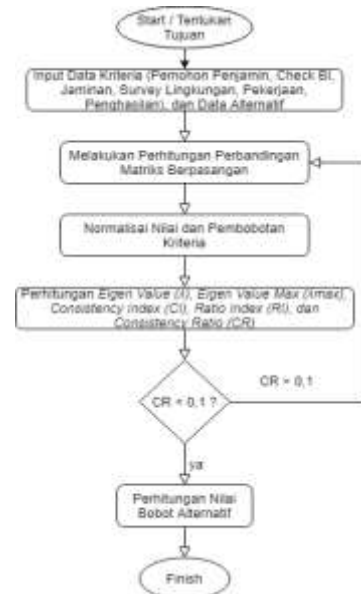 Start / Tentukan
Tujuan
Input Data Kriteria (Pemohon Penjamin, Check BI,
Jaminan, Survey Lingkungan, Pekerjaan,
Penghasilan), dan Data Alternatif
Melakukan Perhitungan Perbandingan
Matriks Berpasangan
Normalisai Nilai dan Pembobotan
Kriteria
Perhitungan Eigen Value (λ), Eigen Value Max (λmax),
Consistency Index (CI), Ratio Index (RI), dan
Consistency Ratio (CR)
CR > 0,1
CR < 0,1 ?
ya
Perhitungan Nilai
Bobot Alternatif
Finish